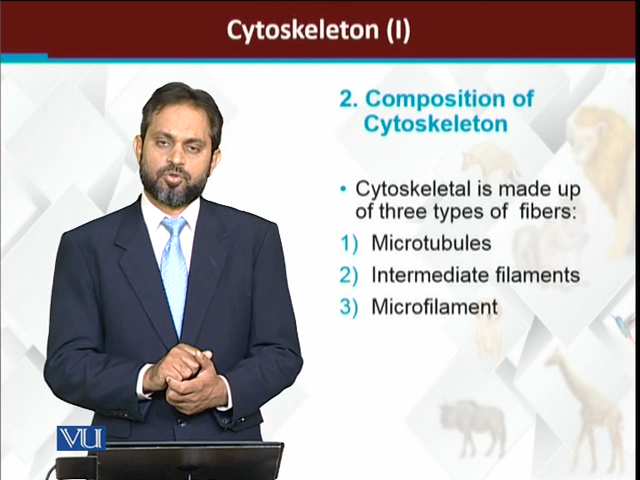 Cytoskeleton (I)
2. Composition of
Cytoskeleton
• Cytoskeletal is made up
of three types of fibers:
1) Microtubules
2) Intermediate filaments
3) Microfilament
VU